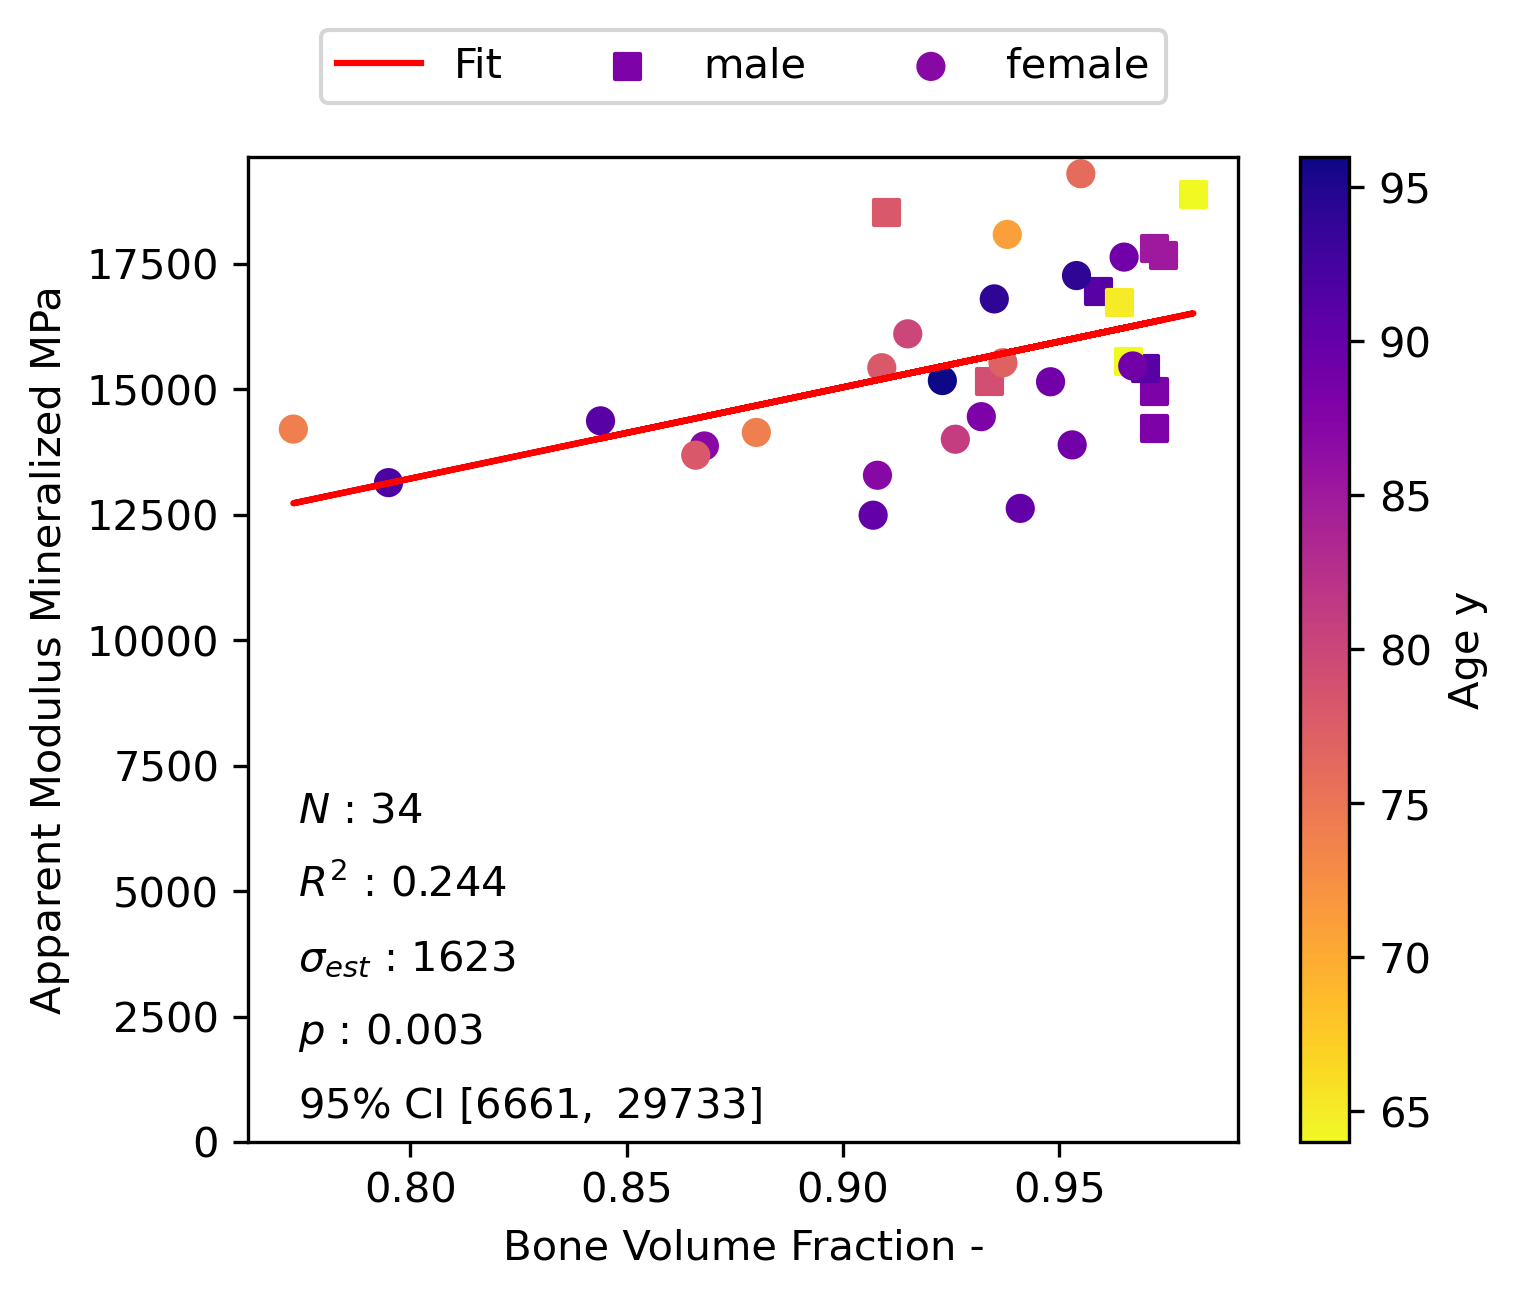 Fit male female
Apparent Modulus Mineralized MPa
17500
15000
12500
10000
7500
5000
2500
0
N : 34
R² : 0.244
σest : 1623
p : 0.003
95% CI [6661, 29733]
0.80 0.85 0.90 0.95
Bone Volume Fraction -
95
90
85
80
75
70
65
Age y